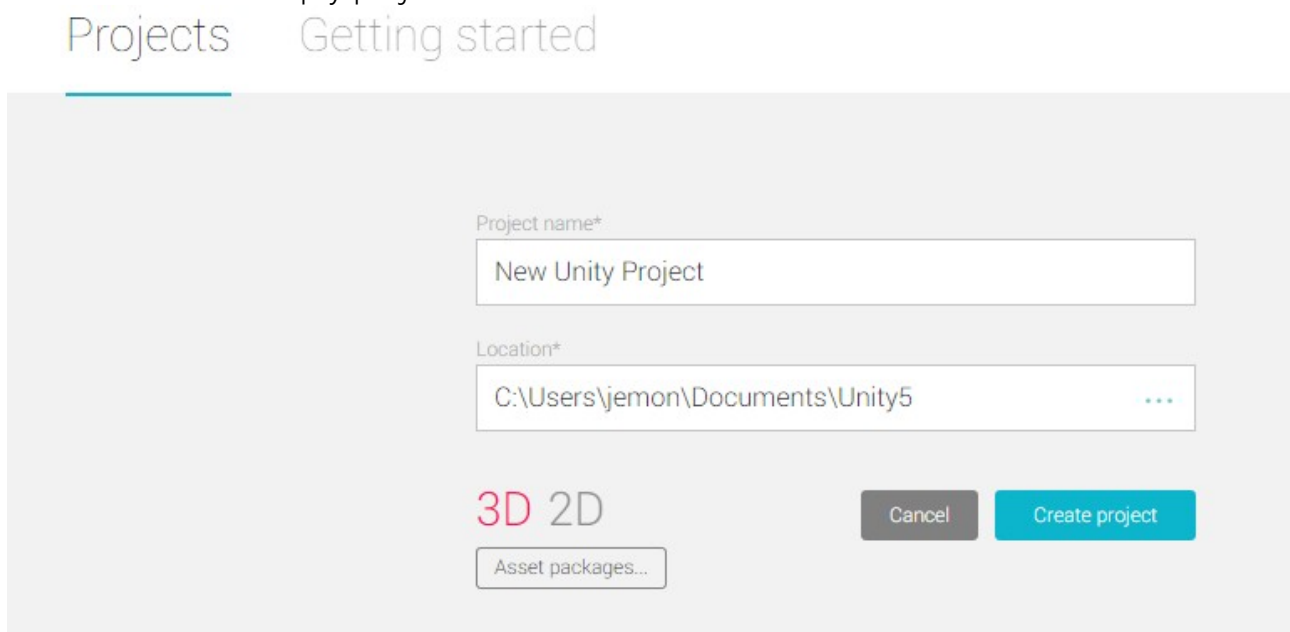 Projects Getting started
Project name*
New Unity Project
Location*
C:\Users\jemon\Documents\Unity5 ...
3D 2D
Cancel Create project
Asset packages...